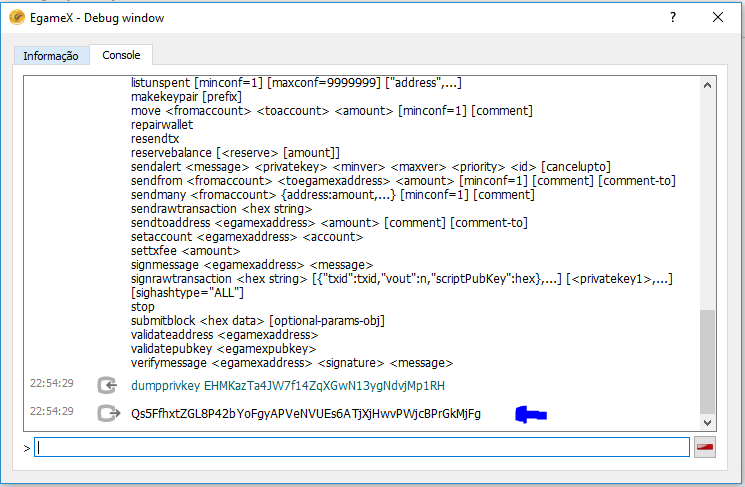 EgameX - Debug window
Informação
Console
listunspent [minconf=1] [maxconf=9999999] ["address",...]
makekeypair [prefix]
move <fromaccount> <toaccount> <amount> [minconf=1] [comment]
repairwallet
resendtx
reservebalance [<reserve> [amount]]
sendalert <message> <privatekey> <minver> <maxver> <priority> <id> [cancelupto]
sendfrom <fromaccount> <toegamexaddress> <amount> [minconf=1] [comment] [comment-to]
sendmany <fromaccount> {address:amount,...} [minconf=1] [comment]
sendrawtransaction <hex string>
sendtoaddress <egamexaddress> <amount> [comment] [comment-to]
setaccount <egamexaddress> <account>
settxfee <amount>
signmessage <egamexaddress> <message>
signrawtransaction <hex string> [{"txid":txid,"vout":n,"scriptPubKey":hex},...] [<privatekey1>,...]
[sighashtype="ALL"]
stop
submitblock <hex data> [optional-params-obj]
validateaddress <egamexaddress>
validatepubkey <egamexpubkey>
verifymessage <egamexaddress> <signature> <message>
22:54:29 dumpprivkey EHMKazTa4JW7f14ZqXGwN13ygNdvjMp1RH
22:54:29 Qs5FfhxtZGL8P42bYoFgyAPVeNVUEs6ATjXjHwvPWjcBPrGkMjFg
>